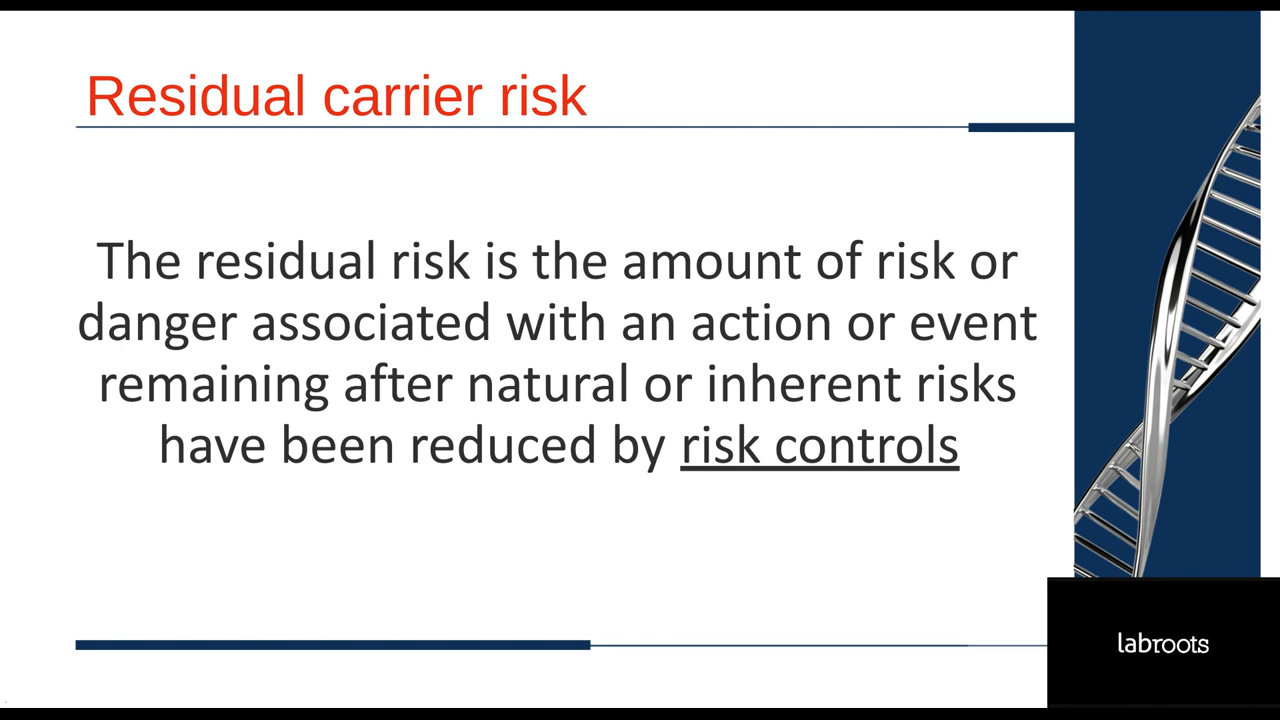 Residual carrier risk
The residual risk is the amount of risk or
danger associated with an action or event
remaining after natural or inherent risks
have been reduced by risk controls
labroots